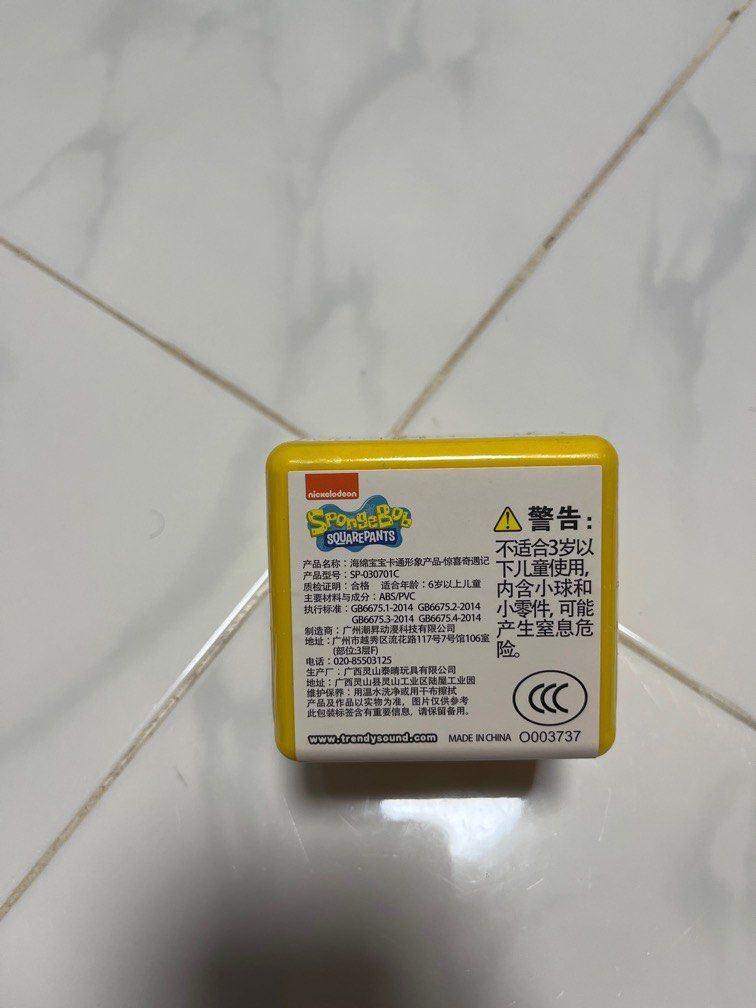 nickelodeon
SpongeBob
SQUAREPANTS
产品名称：海绵宝宝卡通形象产品-惊喜奇遇记
产品型号：SP-030701C
质检证明：合格 适合年龄：6岁以上儿童
主要材料与成分：ABS/PVC
执行标准：GB6675.1-2014 GB6675.2-2014
GB6675.3-2014 GB6675.4-2014
制造商：广州潮昇动漫科技有限公司
地址：广州市越秀区流花路117号7号馆106室
(部位:3层F)
电话：020-85503125
生产厂：广西灵山泰晴玩具有限公司
地址：广西灵山县灵山工业区陆屋工业园
维护保养：用温水洗净或用干布擦拭
产品及作品以实物为准，图片仅供参考
此包装标签含有重要信息，请保留备用。
www.trendysound.com MADE IN CHINA O003737
警告：
不适合3岁以
下儿童使用，
内含小球和
小零件，可能
产生窒息危
险。
CCC